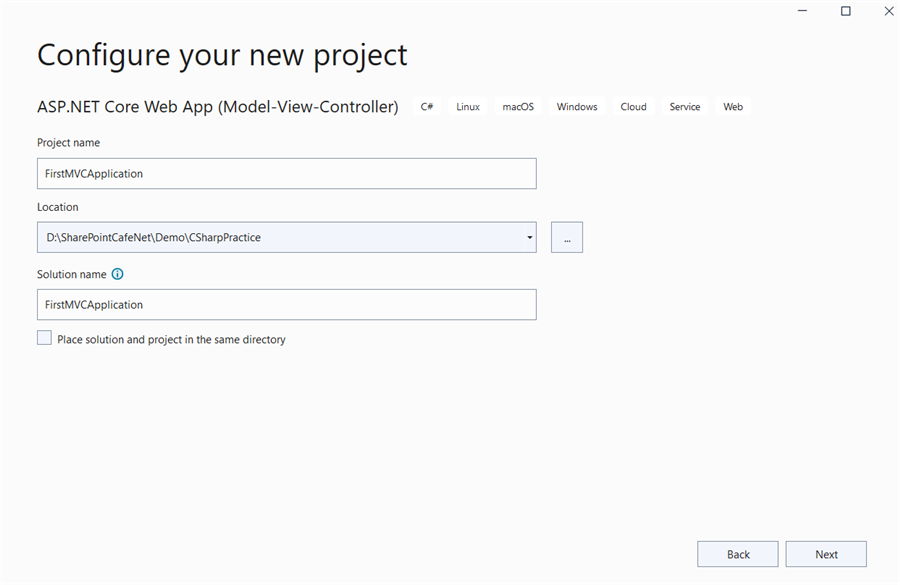 Configure your new project
ASP.NET Core Web App (Model-View-Controller) C# Linux macOS Windows Cloud Service Web
Project name
FirstMVCApplication
Location
D:\SharePointCafeNet\Demo\CSharpPractice
...
Solution name
FirstMVCApplication
Place solution and project in the same directory
Back Next